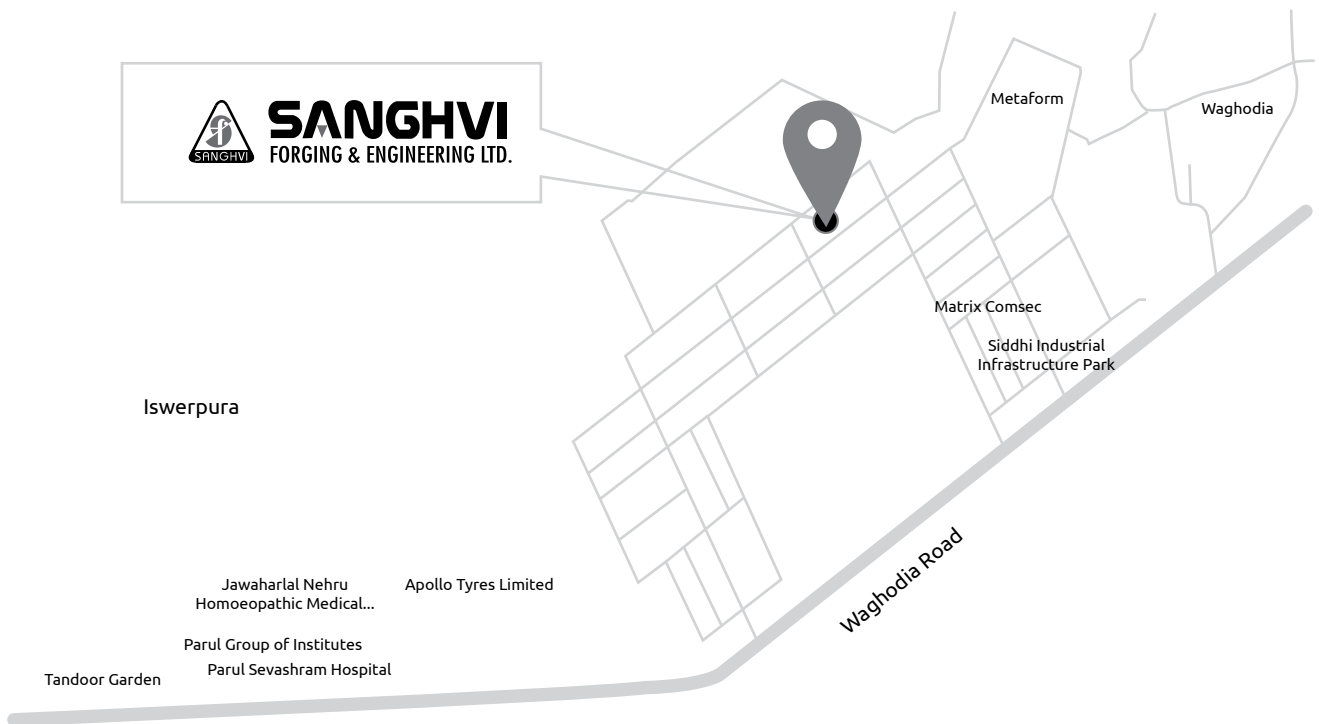 SANGHVI
SANGHVI
FORGING & ENGINEERING LTD.
Metaform
Waghodia
Matrix Comsec
Siddhi Industrial
Infrastructure Park
Iswerpura
Waghodia Road
Jawaharlal Nehru
Homoeopathic Medical...
Apollo Tyres Limited
Parul Group of Institutes
Parul Sevashram Hospital
Tandoor Garden